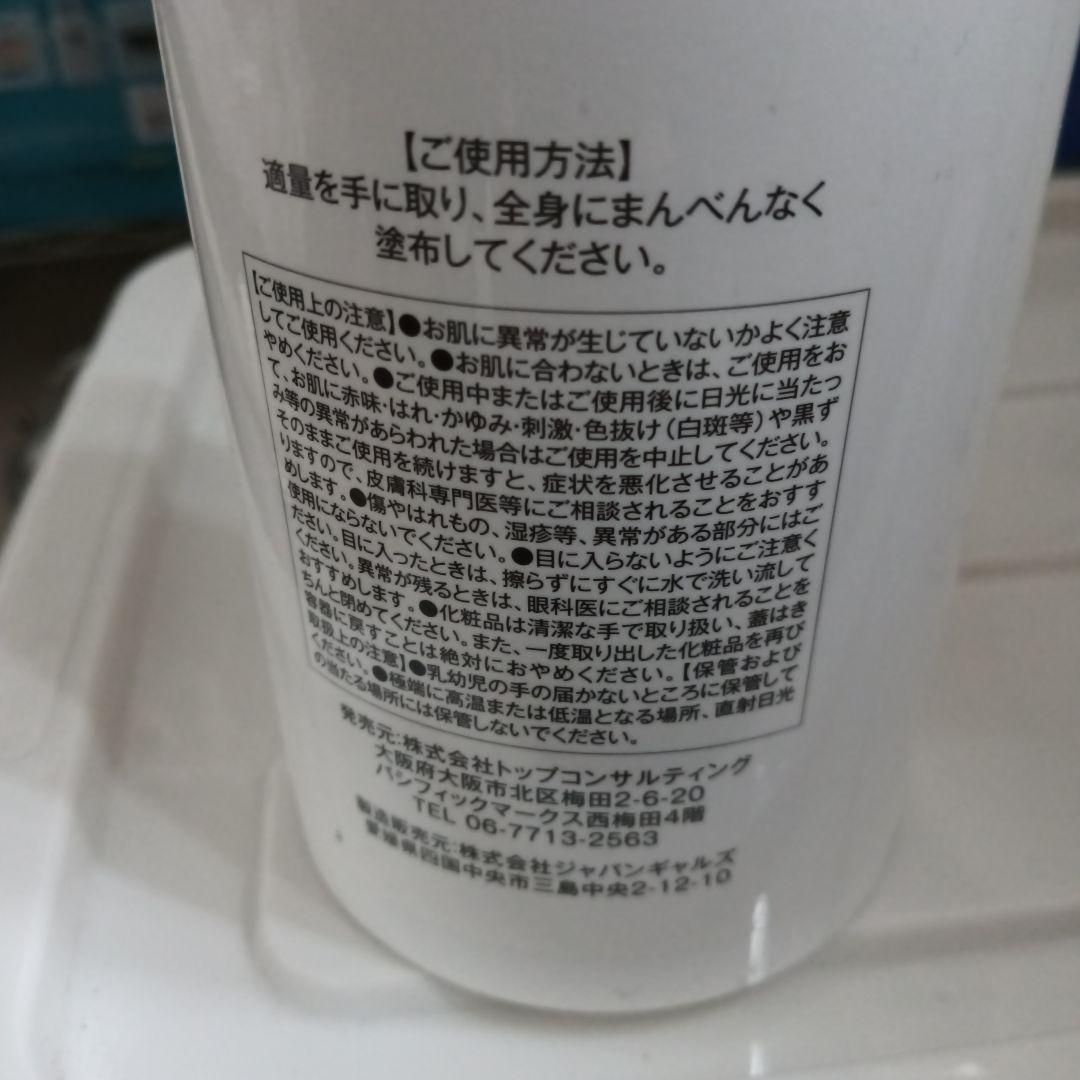 【ご使用方法】
適量を手に取り、全身にまんべんなく
塗布してください。
【ご使用上の注意】●お肌に異常が生じていないかよく注意
してご使用ください。●お肌に合わないときは、ご使用をお
やめください。●ご使用中またはご使用後に日光に当たっ
て、お肌に赤味・はれ・かゆみ・刺激・色抜け(白斑等)や黒ず
み等の異常があらわれた場合はご使用を中止してください。
そのままご使用を続けますと、症状を悪化させることがあ
りますので、皮膚科専門医等にご相談されることをおすす
めします。●傷やはれもの、湿疹等、異常がある部分にはご
使用にならないでください。●目に入らないようにご注意く
ださい。目に入ったときは、擦らずにすぐに水で洗い流して
ください。異常が残るときは、眼科医にご相談されることを
おすすめします。●化粧品は清潔な手で取り扱い、蓋はき
ちんと閉めてください。また、一度取り出した化粧品を再び
容器に戻すことは絶対におやめください。【保管および
取扱上の注意】●乳幼児の手の届かないところに保管して
ください。●極端に高温または低温となる場所、直射日光
の当たる場所には保管しないでください。
発売元:株式会社トップコンサルティング
大阪府大阪市北区梅田2-6-20
パシフィックマークス西梅田4階
TEL 06-7713-2563
製造販売元:株式会社ジャパンギャルズ
愛媛県四国中央市三島中央2-12-10